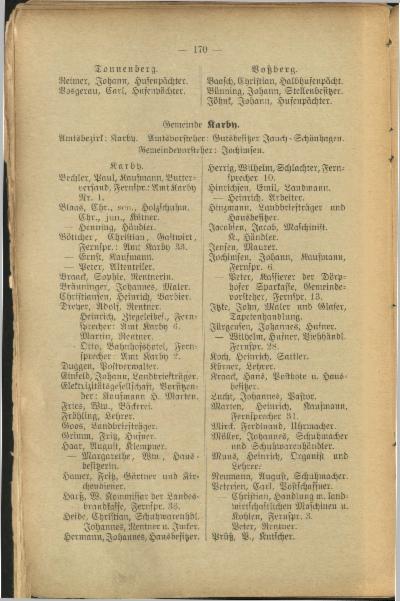 — 170 —
Tonnenberg.
Reimer, Johann, Hufenpächter.
Bosgerau, Carl, Hufenpächter.
Voßberg.
Baasch, Christian, Halbhufenpächt.
Bünning, Johann, Stellenbesitzer.
Jöhnk, Johann, Hufenpächter.
Gemeinde Karby.
Amtsbezirk: Karby. Amtsvorsteher: Gutsbesitzer Jauch-Schönhagen.
Gemeindevorsteher: Jochimsen.
Karby.
Bechler, Paul, Kaufmann, Butter-
versand, Fernspr.: Amt Karby
Nr. 1.
Blaas, Chr., sen., Holzhahn.
Chr., jun., Kätner.
— Henning, Händler.
Böttcher, Christian, Gastwirt,
Fernspr.: Amt Karby 33.
— Ernst, Kaufmann.
— Peter, Altenteiler.
Braack, Sophie, Rentnerin.
Bräuninger, Johannes, Maler.
Christiansen, Heinrich, Barbier.
Dreyer, Adolf, Rentner.
Heinrich, Ziegeleibes., Fern-
sprecher: Amt Karby 6.
Martin, Rentner.
— Otto, Bahnhofshotel, Fern-
sprecher: Amt Karby 2.
Duggen, Postverwalter.
Einfeld, Johann, Landbriefträger.
Elektrizitätsgesellschaft, Vorsitzen-
der: Kaufmann H. Marten.
Fries, Ww., Bäckerei.
Frühling, Lehrer.
Goos, Landbriefträger.
Grimm, Fritz, Hufner.
Haar, August, Klempner.
— Margarethe, Ww., Haus-
besitzerin.
Hamer, Fritz, Gärtner und Kir-
chendiener.
Harß, W. Kommissar der Landes-
brandkasse, Fernspr. 36.
Heide, Christian, Schuhwarenhdl.
Johannes, Rentner u. Imker.
Hermann, Johannes, Hausbesitzer.
Herrig, Wilhelm, Schlachter, Fern-
sprecher 10.
Hinrichsen, Emil, Landmann.
— Heinrich, Arbeiter.
Hinzmann, Landbriefträger und
Hausbesitzer.
Jacobsen, Jacob, Maschinist.
K., Händler.
Jensen, Maurer.
Jochimsen, Johann, Kaufmann,
Fernspr. 6.
— Peter, Kassierer der Dörp-
hofer Sparkasse, Gemeinde-
vorsteher, Fernspr. 13.
Itzke, John, Maler und Glaser,
Tapetenhandlung.
Jürgensen, Johannes, Hufner.
— Wilhelm, Hufner, Viehhändl.
Fernspr. 28.
Koch, Heinrich, Sattler.
Körner, Lehrer.
Kraack, Hans, Postbote u. Haus-
besitzer.
Lucht, Johannes, Pastor.
Marten, Heinrich, Kaufmann,
Fernsprecher 31.
Mirck, Ferdinand, Uhrmacher.
Möller, Johannes, Schuhmacher
und Schuhwarenhändler.
Muus, Heinrich, Organist und
Lehrer.
Neumann, August, Schuhmacher.
Petersen, Carl, Postschaffner.
— Christian, Handlung m. land-
wirtschaftlichen Maschinen u.
Kohlen, Fernspr. 3.
Peter, Rentner.
Prüß, P., Kutscher.